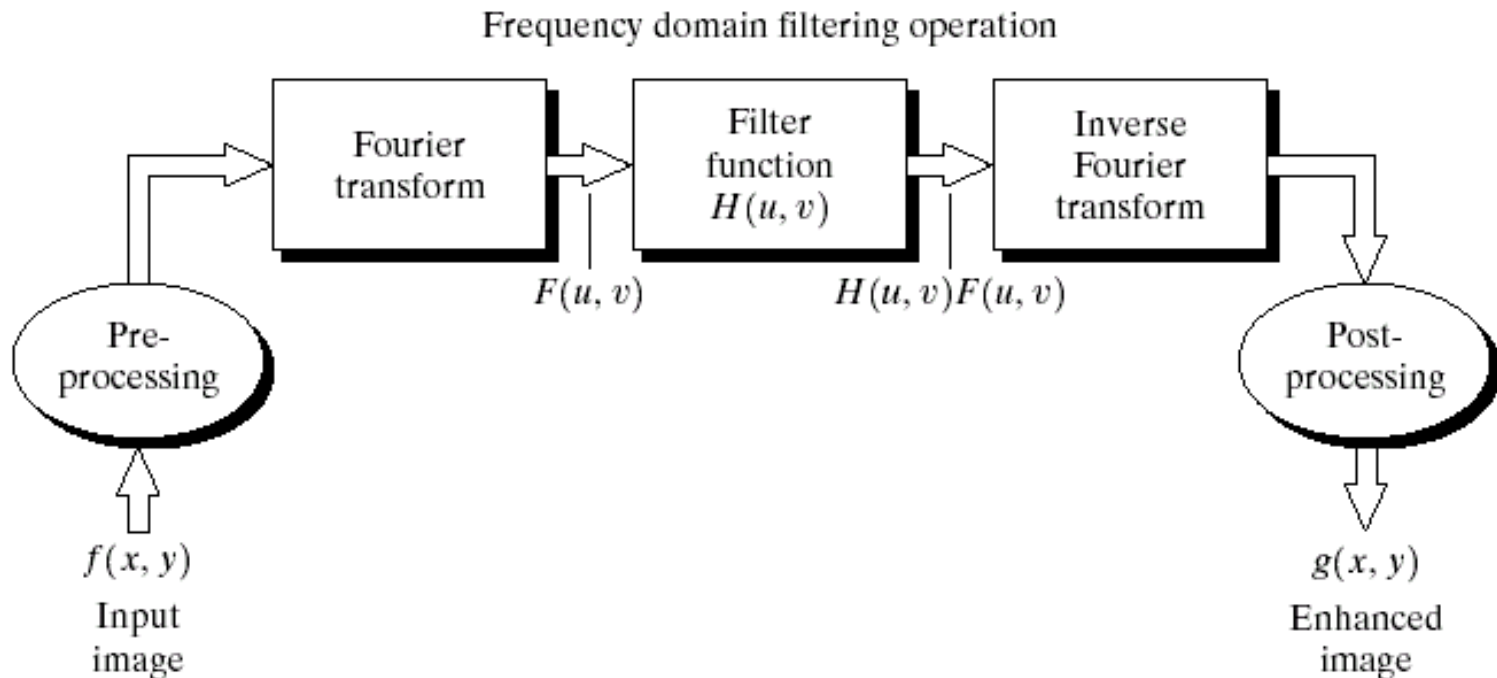 Frequency domain filtering operation
Fourier
transform
Filter
function
H(u, v)
Inverse
Fourier
transform
F(u, v)
H(u, v)F(u, v)
Pre-
processing
Post-
processing
f(x, y)
Input
image
g(x, y)
Enhanced
image